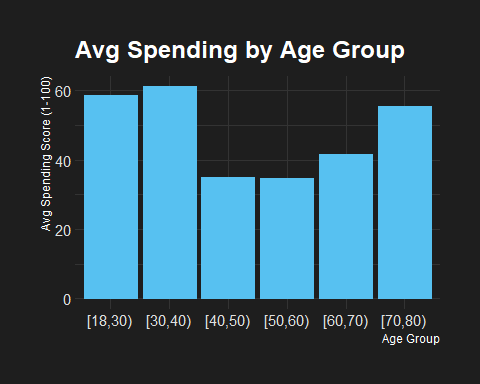 Avg Spending by Age Group
Avg Spending Score (1-100)
60
40
20
0
[18,30) [30,40) [40,50) [50,60) [60,70) [70,80)
Age Group